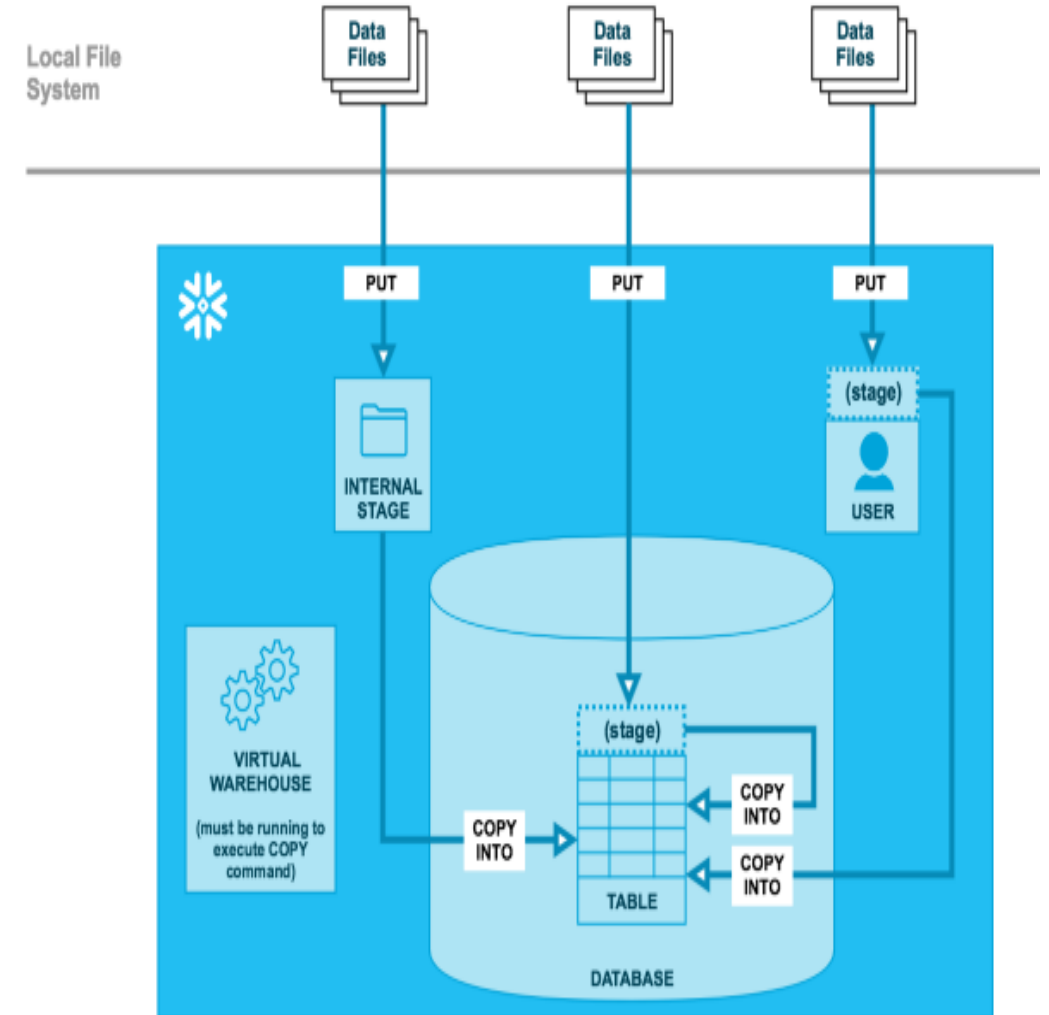 Local File
System
Data
Files
Data
Files
Data
Files
PUT
PUT
PUT
INTERNAL
STAGE
(stage)
USER
VIRTUAL
WAREHOUSE
(must be running to
execute COPY
command)
(stage)
COPY
INTO
COPY
INTO
COPY
INTO
TABLE
DATABASE